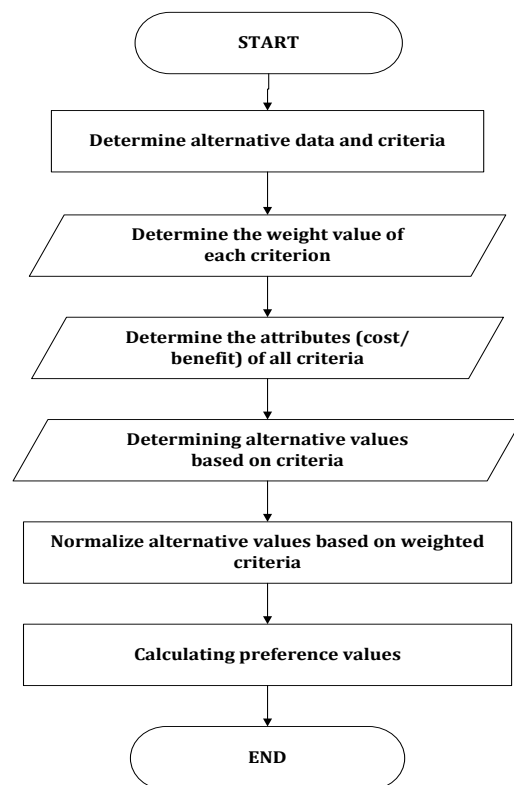 START
Determine alternative data and criteria
Determine the weight value of
each criterion
Determine the attributes (cost/
benefit) of all criteria
Determining alternative values
based on criteria
Normalize alternative values based on weighted
criteria
Calculating preference values
END